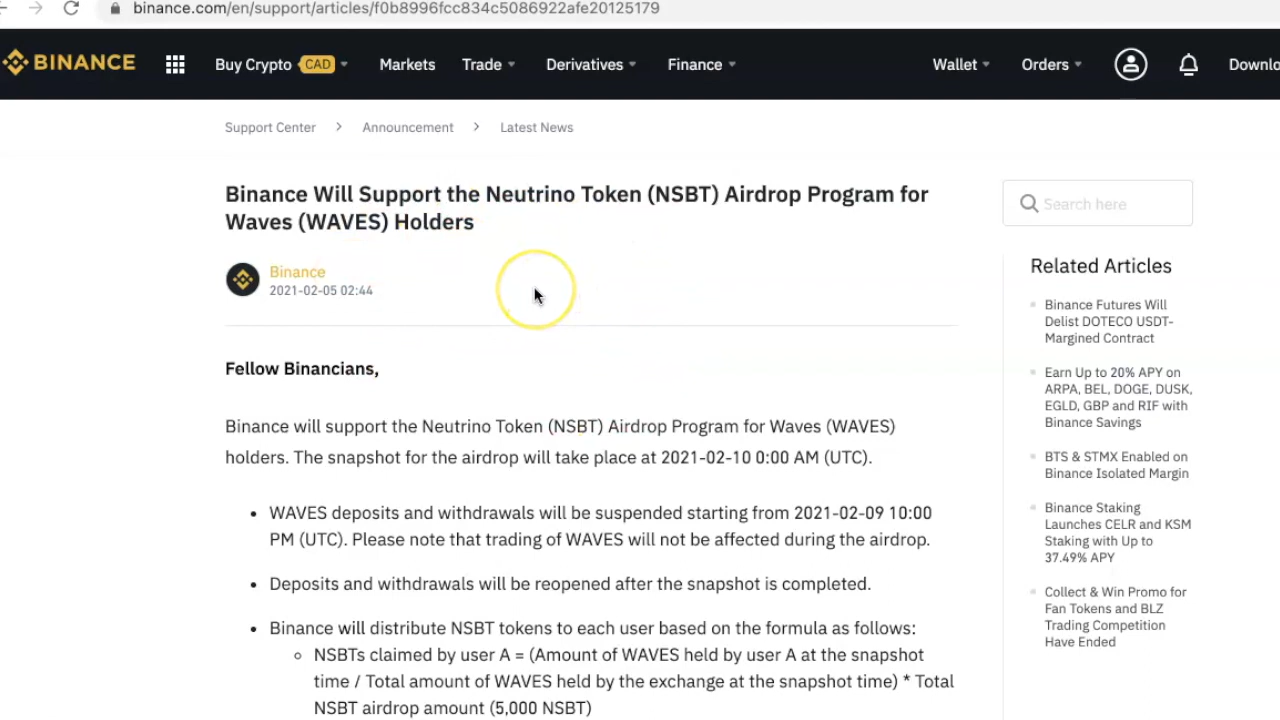 binance.com/en/support/articles/f0b8996fcc834c5086922afe20125179
BINANCE Buy Crypto CAD Markets Trade Derivatives Finance Wallet Orders Downlo
Support Center > Announcement > Latest News
Binance Will Support the Neutrino Token (NSBT) Airdrop Program for
Waves (WAVES) Holders
Search here
Binance
2021-02-05 02:44
Fellow Binancians,
Binance will support the Neutrino Token (NSBT) Airdrop Program for Waves (WAVES)
holders. The snapshot for the airdrop will take place at 2021-02-10 0:00 AM (UTC).
• WAVES deposits and withdrawals will be suspended starting from 2021-02-09 10:00
PM (UTC). Please note that trading of WAVES will not be affected during the airdrop.
• Deposits and withdrawals will be reopened after the snapshot is completed.
• Binance will distribute NSBT tokens to each user based on the formula as follows:
NSBTs claimed by user A = (Amount of WAVES held by user A at the snapshot
time / Total amount of WAVES held by the exchange at the snapshot time) * Total
NSBT airdrop amount (5,000 NSBT)
Related Articles
Binance Futures Will
Delist DOTECO USDT-
Margined Contract
Earn Up to 20% APY on
ARPA, BEL, DOGE, DUSK,
EGLD, GBP and RIF with
Binance Savings
BTS & STMX Enabled on
Binance Isolated Margin
Binance Staking
Launches CELR and KSM
Staking with Up to
37.49% APY
Collect & Win Promo for
Fan Tokens and BLZ
Trading Competition
Have Ended